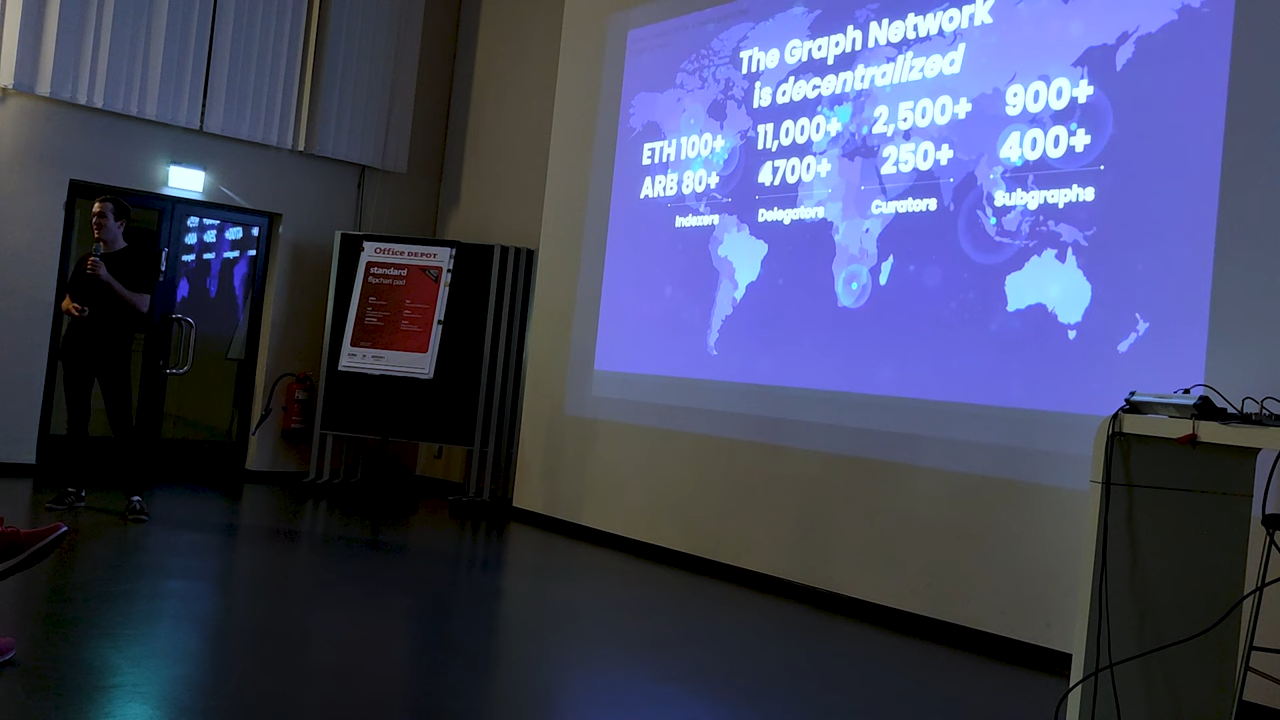 The Graph Network
is decentralized
ETH 100+ 11,000+ 2,500+ 900+
ARB 80+ 4700+ 250+ 400+
Indexers Delegators Curators Subgraphs
Office DEPOT
standard
flipchart pad